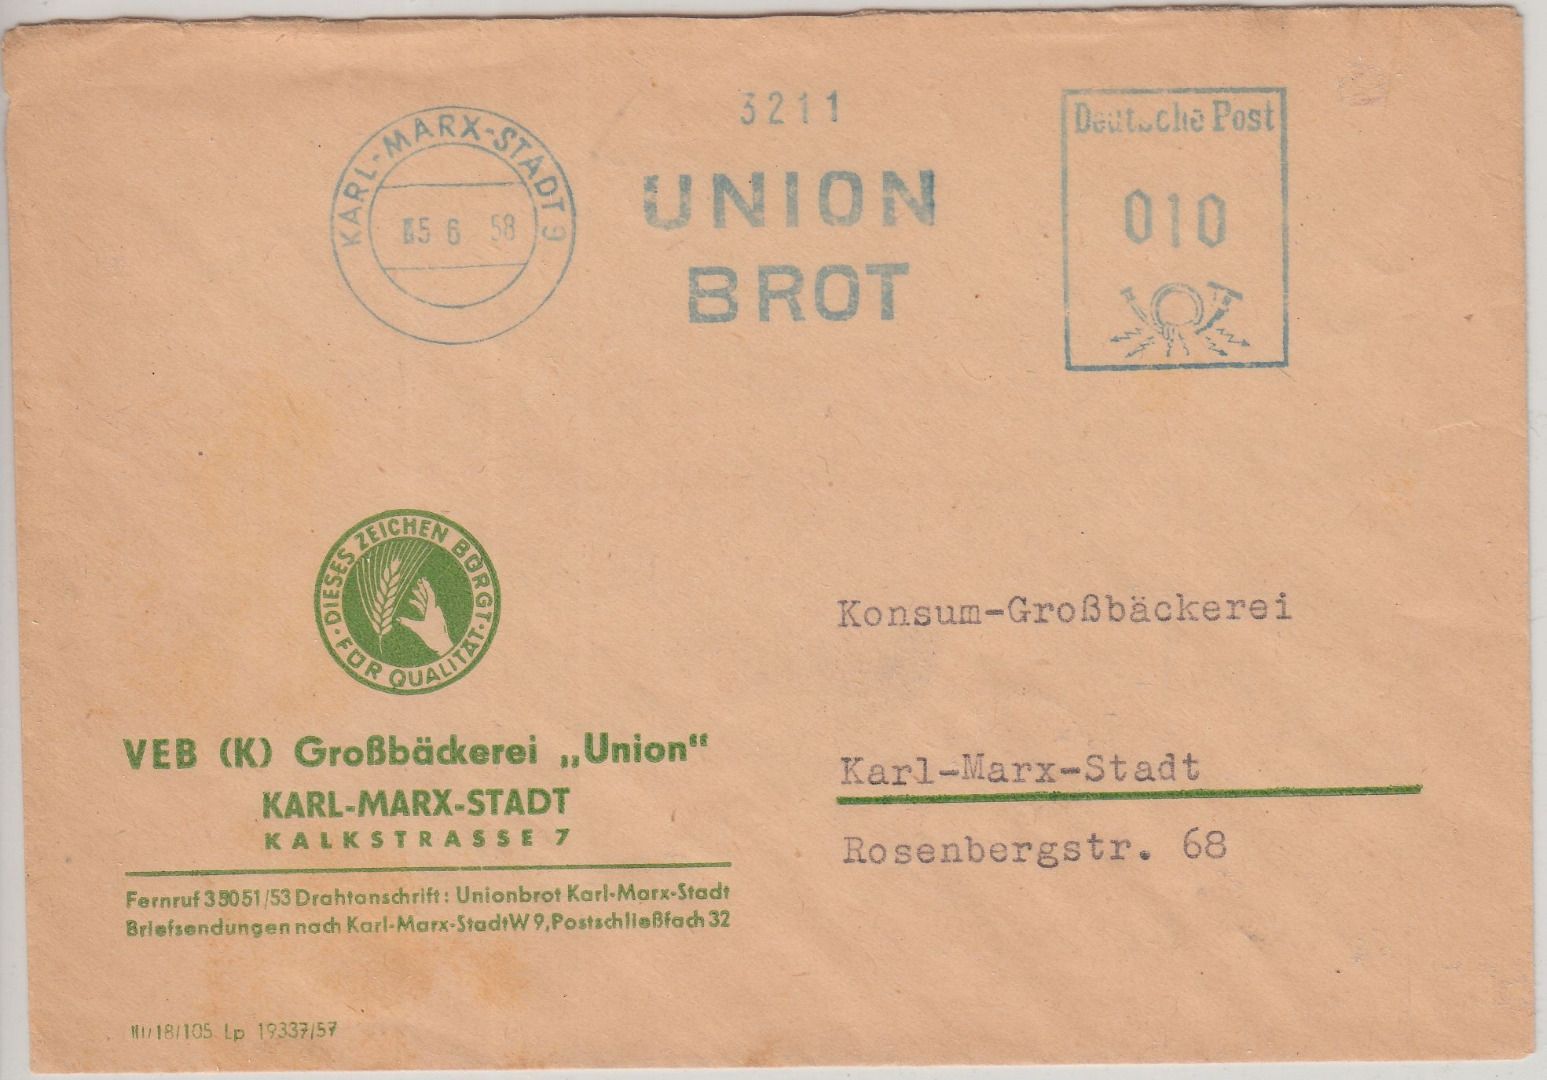 KARL-MARX-STADT 9
5 6 58
3211
UNION
BROT
Deutsche Post
010
DIESES ZEICHEN BÜRGT
FÜR QUALITÄT
VEB (K) Großbäckerei „Union“
KARL-MARX-STADT
KALKSTRASSE 7
Fernruf 35051/53 Drahtanschrift: Unionbrot Karl-Marx-Stadt
Briefsendungen nach Karl-Marx-Stadt W 9, Postschließfach 32
III/18/105 Lp 19337/57
Konsum-Großbäckerei
Karl-Marx-Stadt
Rosenbergstr. 68